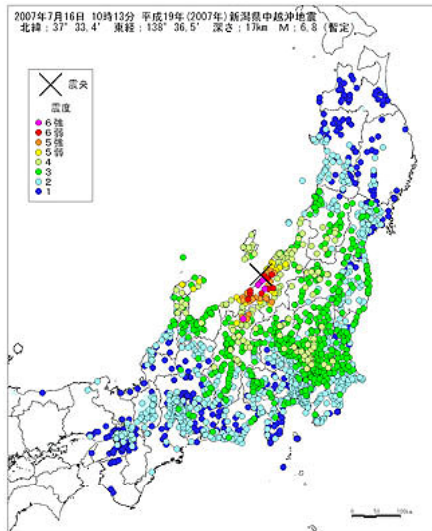 2007年7月16日 10時13分 平成19年(2007年)新潟県中越沖地震
北緯：37° 33.4′ 東経：138° 36.5′ 深さ：17km M：6.8 (暫定)
震央
震度
6強
6弱
5強
5弱
4
3
2
1